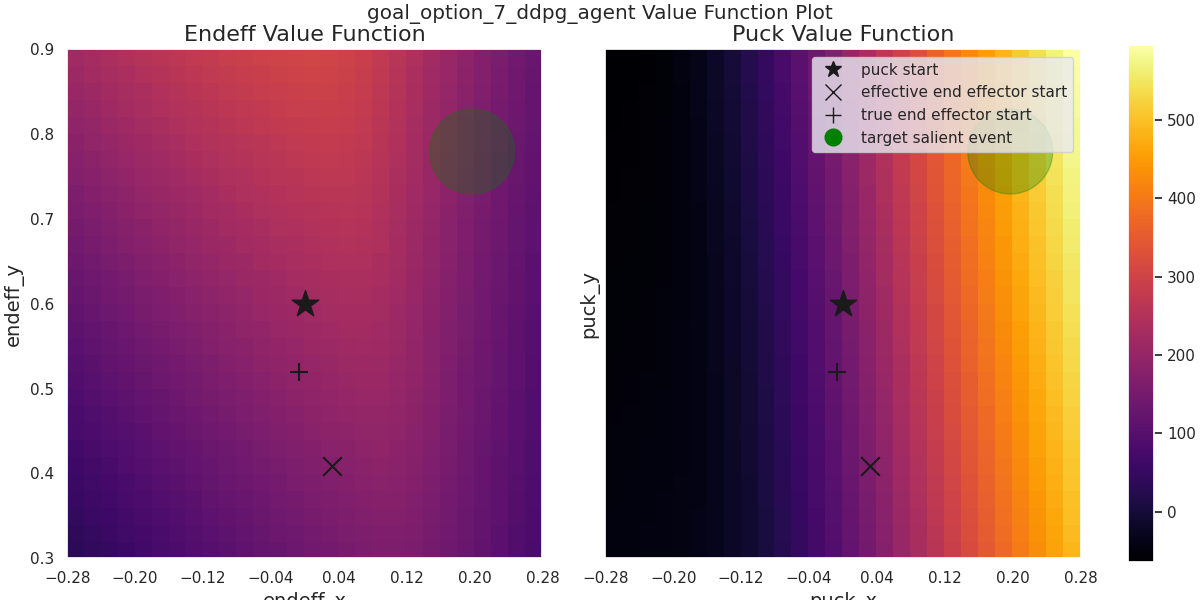 goal_option_7_ddpg_agent Value Function Plot
Endeff Value Function
Puck Value Function
0.9
0.8
0.7
0.6
0.5
0.4
0.3
endeff_y
−0.28 −0.20 −0.12 −0.04 0.04 0.12 0.20 0.28
endeff_x
puck start
effective end effector start
true end effector start
target salient event
puck_y
−0.28 −0.20 −0.12 −0.04 0.04 0.12 0.20 0.28
puck_x
500
400
300
200
100
0